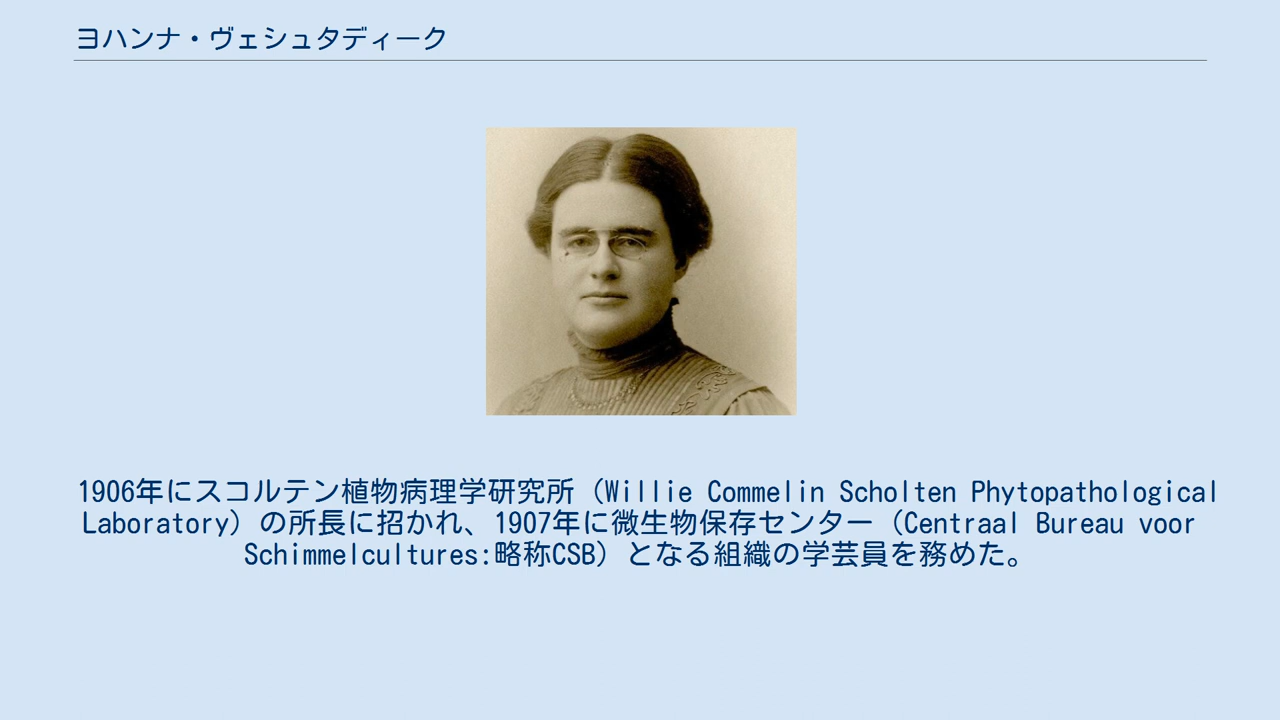 ヨハンナ・ヴェシュタディーク
1906年にスコルテン植物病理学研究所（Willie Commelin Scholten Phytopathological
Laboratory）の所長に招かれ、1907年に微生物保存センター（Centraal Bureau voor
Schimmelcultures:略称CSB）となる組織の学芸員を務めた。